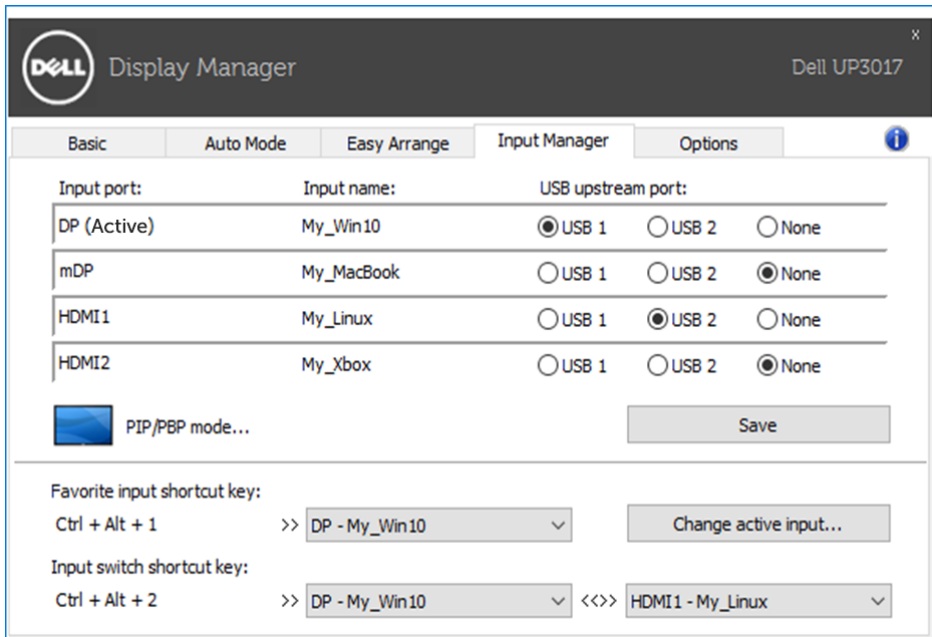 x
DELL Display Manager Dell UP3017
Basic Auto Mode Easy Arrange Input Manager Options i
Input port: Input name: USB upstream port:
DP (Active) My_Win10 USB 1 USB 2 None
mDP My_MacBook USB 1 USB 2 None
HDMI1 My_Linux USB 1 USB 2 None
HDMI2 My_Xbox USB 1 USB 2 None
PIP/PBP mode... Save
Favorite input shortcut key:
Ctrl + Alt + 1 >> DP - My_Win10 Change active input...
Input switch shortcut key:
Ctrl + Alt + 2 >> DP - My_Win10 <<>> HDMI1 - My_Linux